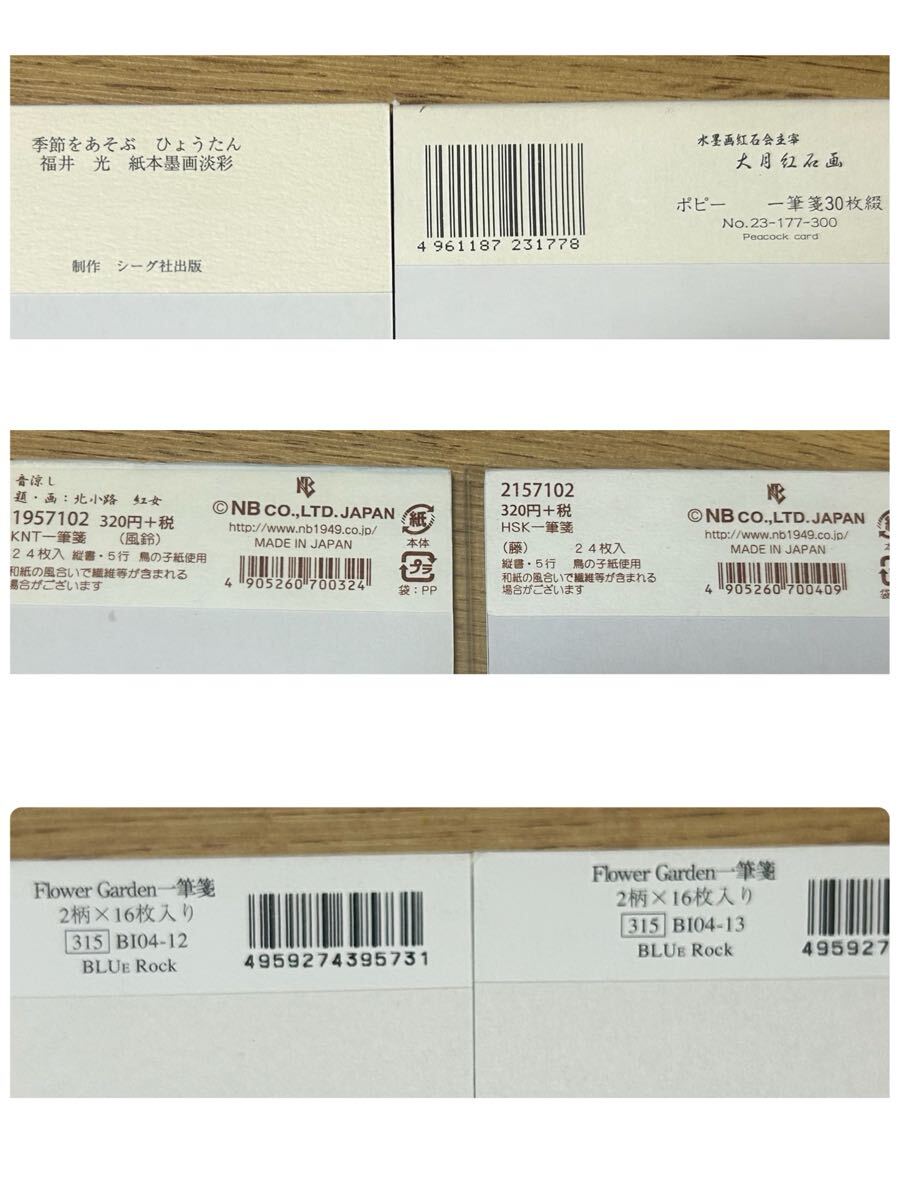 季節をあそぶ　ひょうたん
福井　光　紙本墨画淡彩
制作　シーグ社出版
水墨画紅石会主宰
大月紅石画
ポピー　一筆箋30枚綴
No.23-177-300
Peacock card
4 961187 231778
音涼し
題・画：北小路　紅女
1957102 320円＋税
KNT一筆箋　（風鈴）
２４枚入 縦書・５行　鳥の子紙使用
和紙の風合いで繊維等が含まれる
場合がございます
NB
©NB CO.,LTD.JAPAN
http://www.nb1949.co.jp/
MADE IN JAPAN
4 905260 700324
紙
本体
プラ
袋：PP
2157102
320円＋税
HSK一筆箋
（藤）　２４枚入
縦書・５行　鳥の子紙使用
和紙の風合いで繊維等が含まれる
場合がございます
NB
©NB CO.,LTD.JAPAN
http://www.nb1949.co.jp/
MADE IN JAPAN
4 905260 700409
Flower Garden一筆箋
2柄×16枚入り
315 BI04-12
BLUE Rock
4959274395731
Flower Garden一筆箋
2柄×16枚入り
315 BI04-13
BLUE Rock
495927